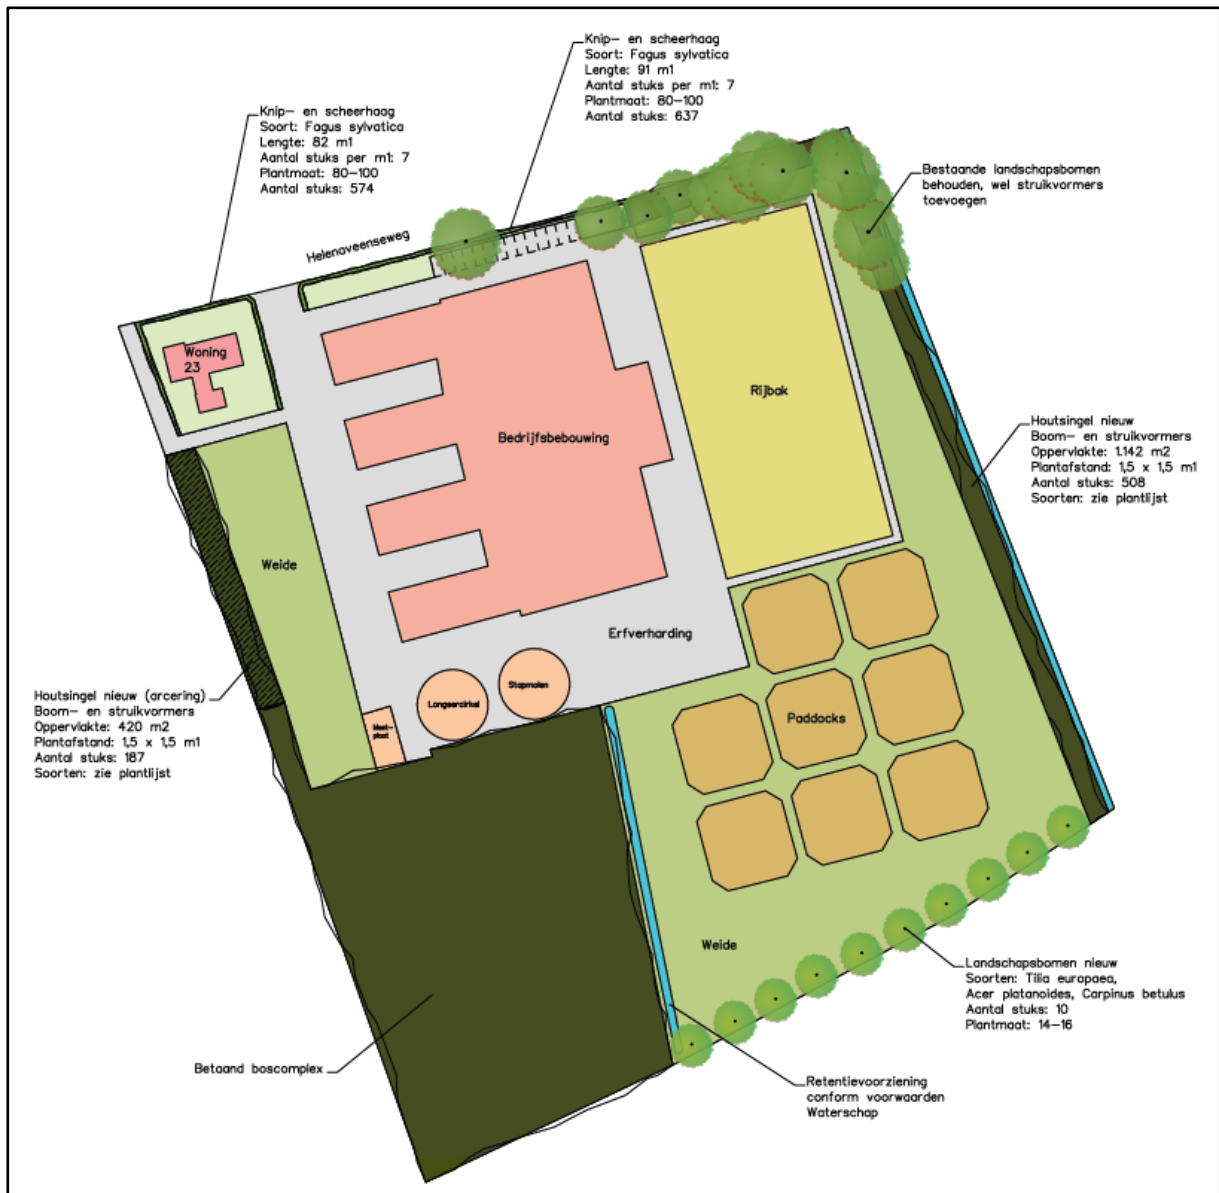 Knip- en scheerhaag
Soort: Fagus sylvatica
Lengte: 91 m1
Aantal stuks per m1: 7
Plantmaat: 80-100
Aantal stuks: 637
Knip- en scheerhaag
Soort: Fagus sylvatica
Lengte: 82 m1
Aantal stuks per m1: 7
Plantmaat: 80-100
Aantal stuks: 574
Bestaande landschapsbomen
behouden, wel struikvormers
toevoegen
Helenaveenseweg
Woning
23
Rijbak
Bedrijfsbebouwing
Houtsingel nieuw
Boom- en struikvormers
Oppervlakte: 1.142 m2
Plantafstand: 1,5 x 1,5 m1
Aantal stuks: 508
Soorten: zie plantlijst
Weide
Erfverharding
Stapmolen
Longeercirkel
Mest-
plaat
Houtsingel nieuw (arcering)
Boom- en struikvormers
Oppervlakte: 420 m2
Plantafstand: 1,5 x 1,5 m1
Aantal stuks: 187
Soorten: zie plantlijst
Paddocks
Weide
Landschapsbomen nieuw
Soorten: Tilia europaea,
Acer platanoides, Carpinus betulus
Aantal stuks: 10
Plantmaat: 14-16
Betaand boscomplex
Retentievoorziening
conform voorwaarden
Waterschap